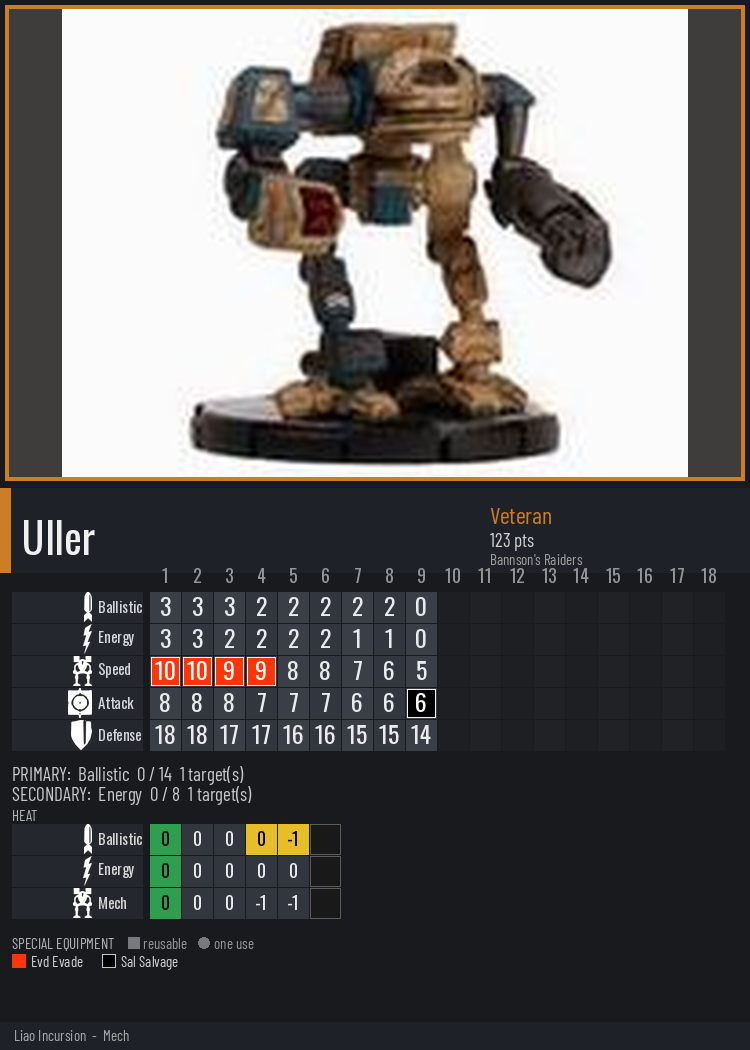 Uller
Veteran
123 pts
Bannson's Raiders
1 2 3 4 5 6 7 8 9 10 11 12 13 14 15 16 17 18
Ballistic 3 3 3 2 2 2 2 2 0
Energy 3 3 2 2 2 2 1 1 0
Speed 10 10 9 9 8 8 7 6 5
Attack 8 8 8 7 7 7 6 6 6
Defense 18 18 17 17 16 16 15 15 14
PRIMARY: Ballistic 0 / 14 1 target(s)
SECONDARY: Energy 0 / 8 1 target(s)
HEAT
Ballistic 0 0 0 0 -1
Energy 0 0 0 0 0
Mech 0 0 0 -1 -1
SPECIAL EQUIPMENT reusable one use
Evd Evade Sal Salvage
Liao Incursion - Mech